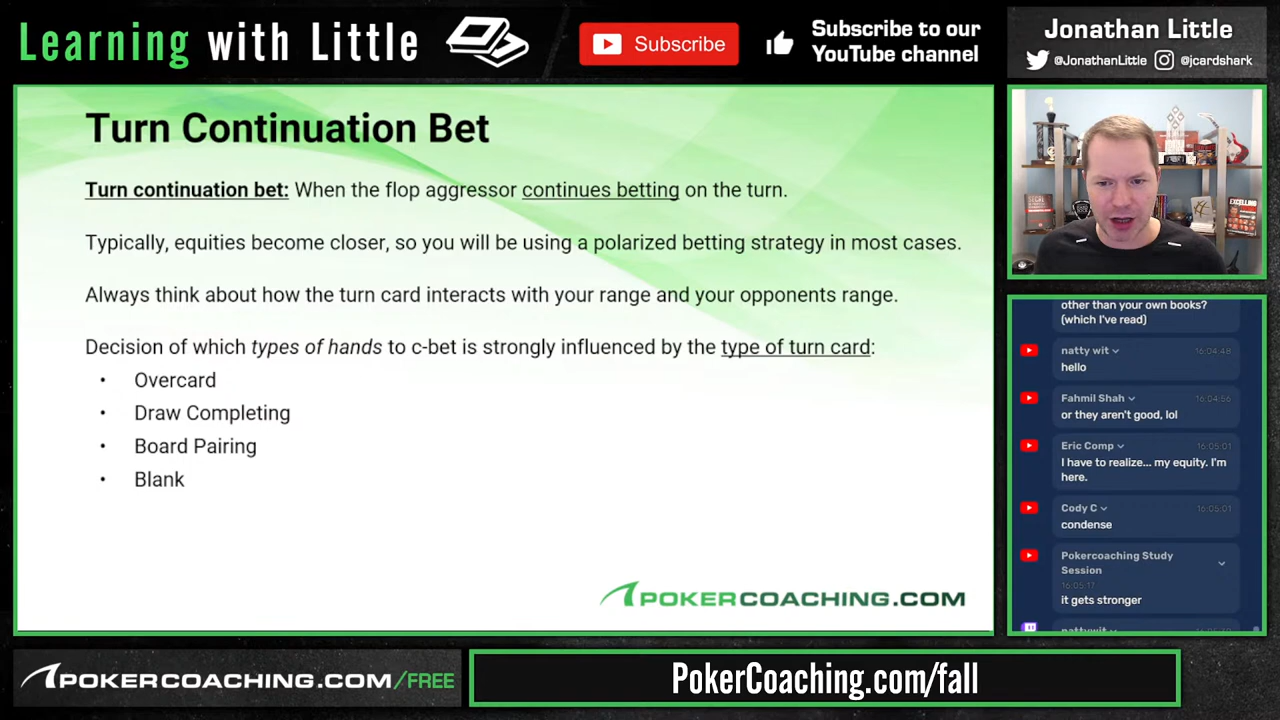 Learning with Little
Subscribe
Subscribe to our
YouTube channel
Jonathan Little
@JonathanLittle @jcardshark
Turn Continuation Bet
Turn continuation bet: When the flop aggressor continues betting on the turn.
Typically, equities become closer, so you will be using a polarized betting strategy in most cases.
Always think about how the turn card interacts with your range and your opponents range.
Decision of which types of hands to c-bet is strongly influenced by the type of turn card:
• Overcard
• Draw Completing
• Board Pairing
• Blank
POKERCOACHING.COM
EXCELLING
other than your own books?
(which I've read)
natty wit 16:04:48
hello
Fahmil Shah 16:04:56
or they aren't good, lol
Eric Comp 16:05:01
I have to realize... my equity. I'm
here.
Cody C 16:05:01
condense
Pokercoaching Study
Session
16:05:17
it gets stronger
nattywit
POKERCOACHING.COM/FREE
PokerCoaching.com/fall